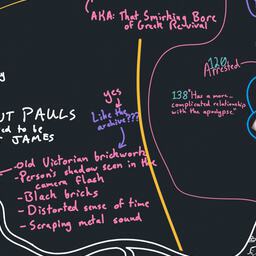 AKA: That Smirking Bore
of Greek Revival
120
Arrested
yes
Like the
archive???
138 "Has a more
complicated relationship
with the apocalypse"
UT PAULS
ed to be
JAMES
-Old Victorian brickwork
-Person's shadow seen in the
camera flash
-Black bricks
-Distorted sense of time
-Scraping metal sound